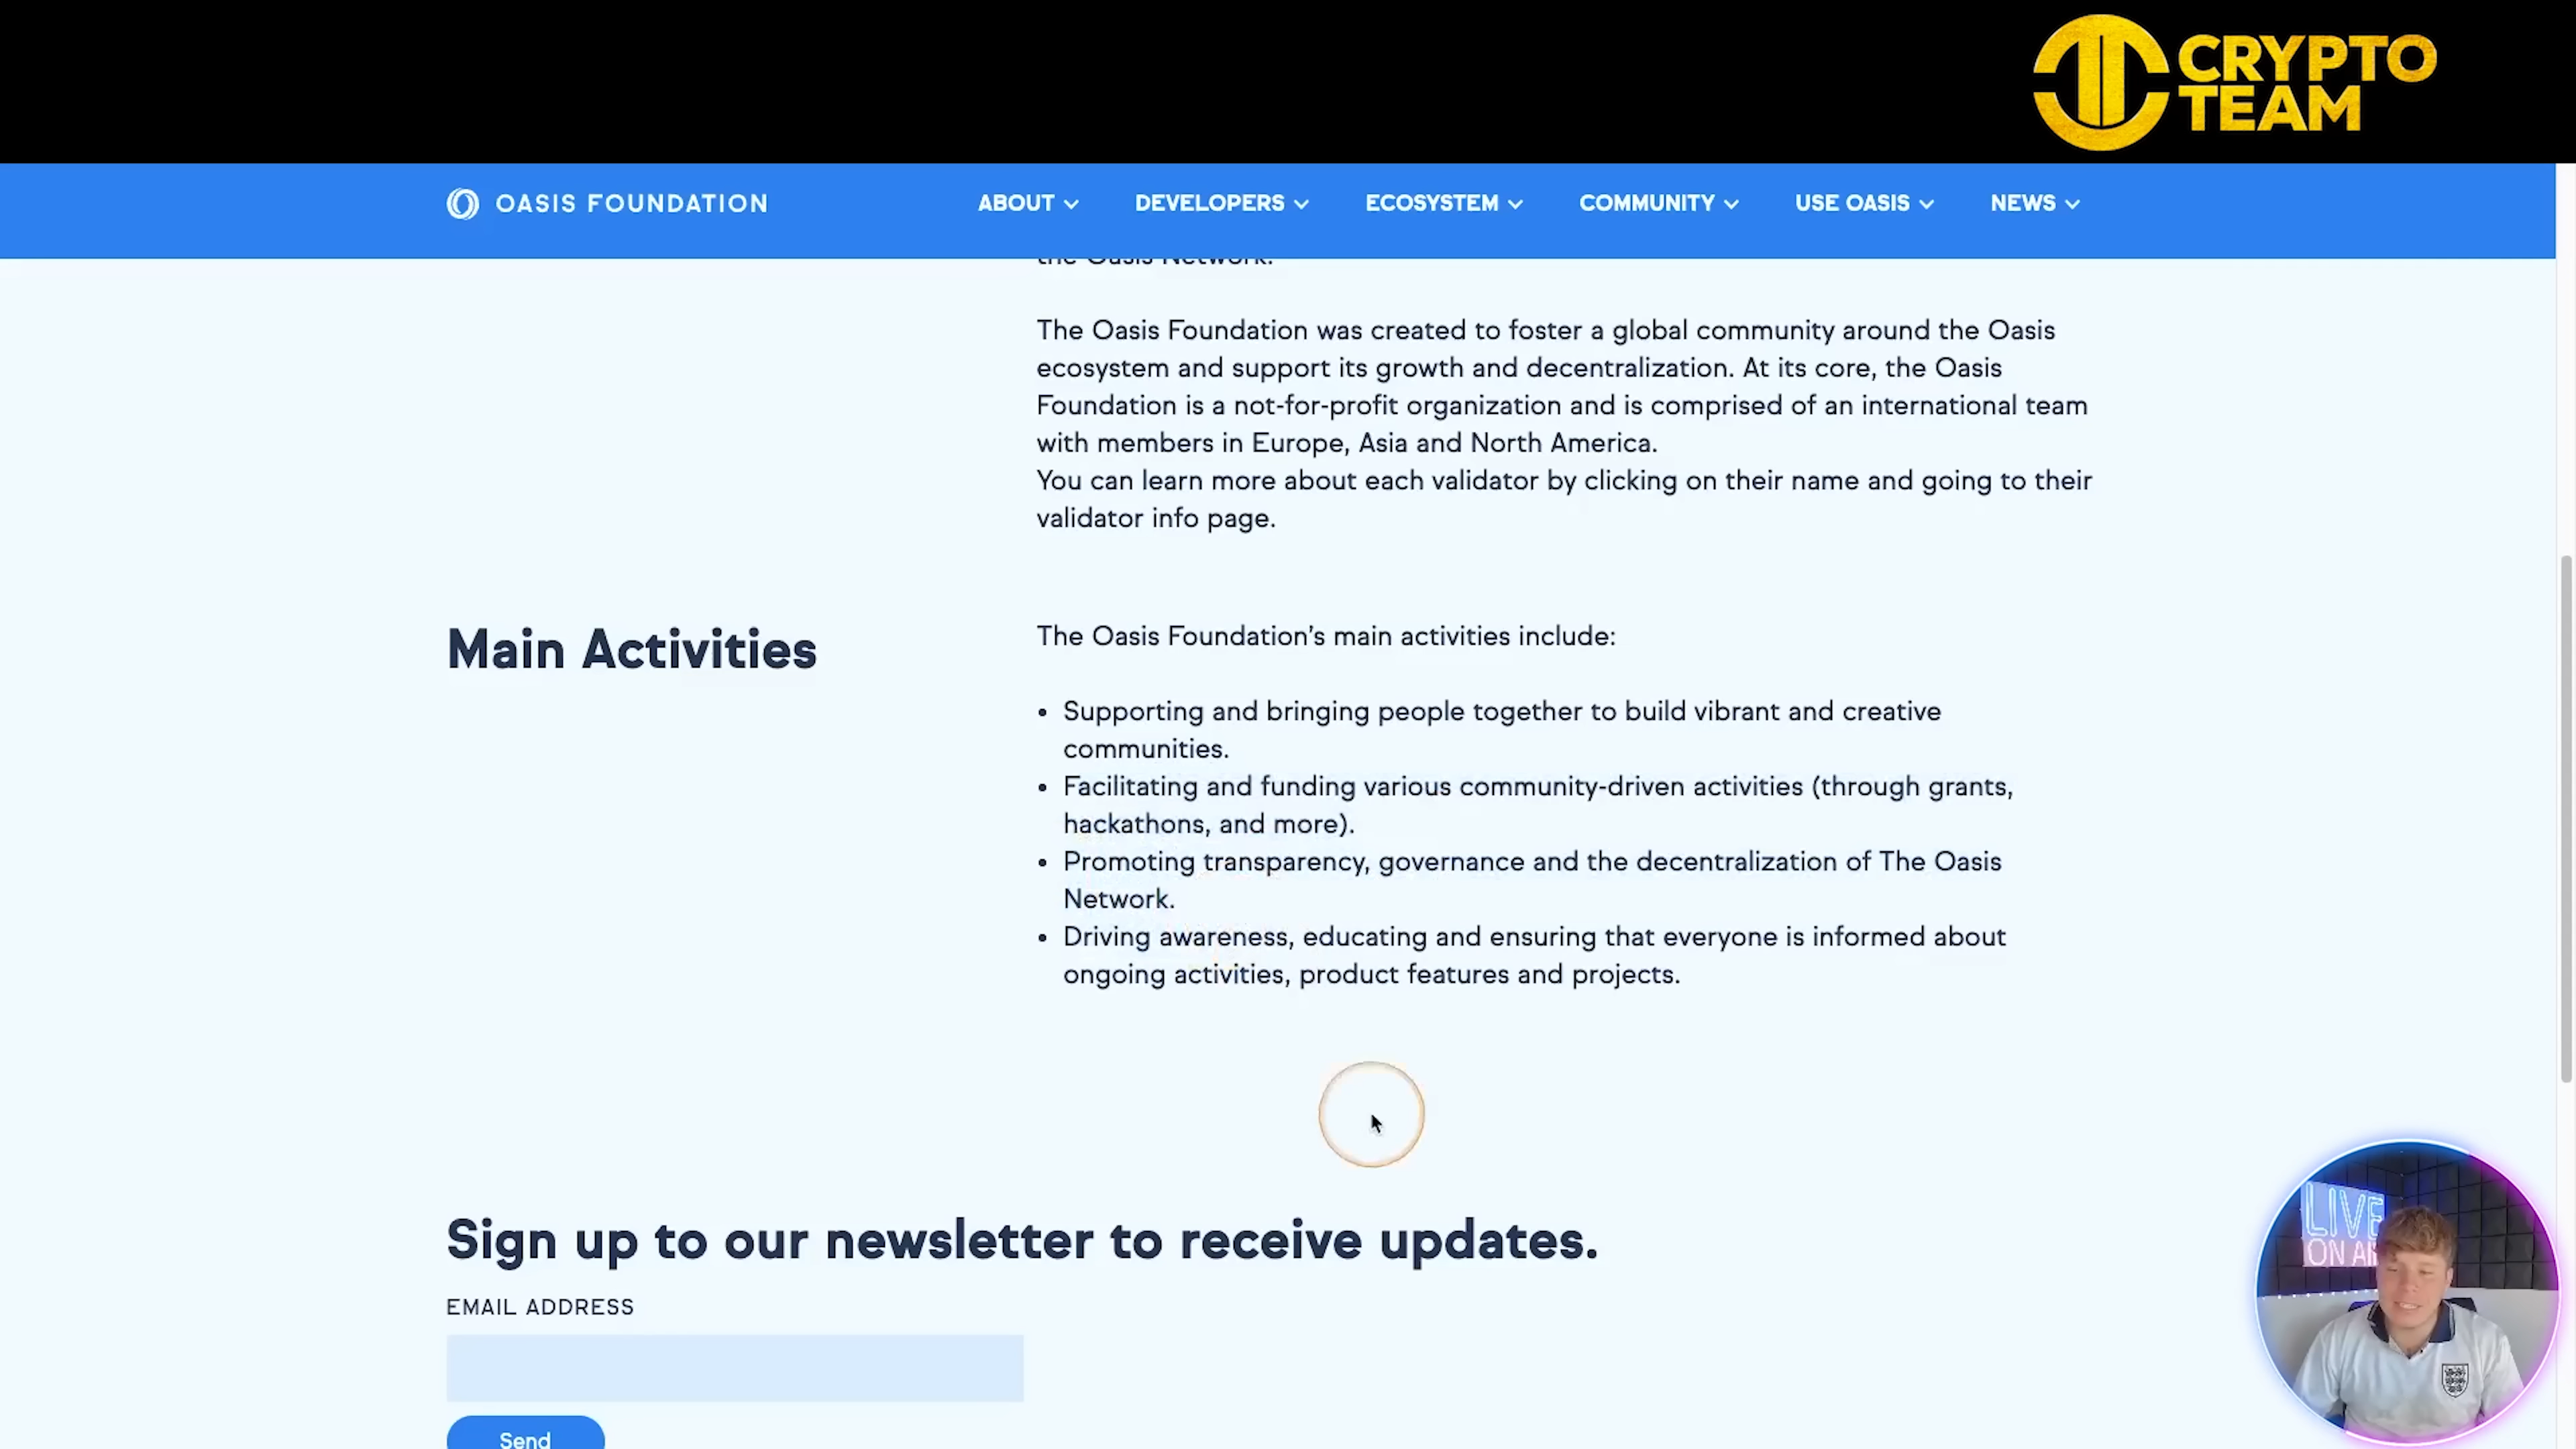 CRYPTO
TEAM
OASIS FOUNDATION
ABOUT
DEVELOPERS
ECOSYSTEM
COMMUNITY
USE OASIS
NEWS
the Oasis Network.
The Oasis Foundation was created to foster a global community around the Oasis
ecosystem and support its growth and decentralization. At its core, the Oasis
Foundation is a not-for-profit organization and is comprised of an international team
with members in Europe, Asia and North America.
You can learn more about each validator by clicking on their name and going to their
validator info page.
Main Activities
The Oasis Foundation’s main activities include:
• Supporting and bringing people together to build vibrant and creative
communities.
• Facilitating and funding various community-driven activities (through grants,
hackathons, and more).
• Promoting transparency, governance and the decentralization of The Oasis
Network.
• Driving awareness, educating and ensuring that everyone is informed about
ongoing activities, product features and projects.
Sign up to our newsletter to receive updates.
EMAIL ADDRESS
Send
LIVE
ON AI